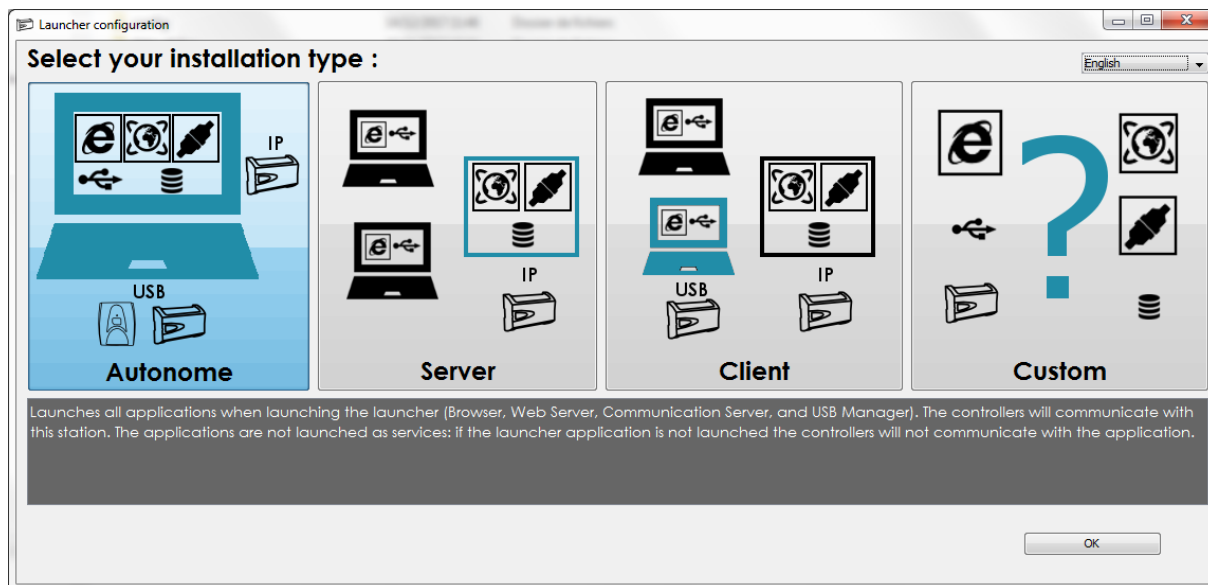 Launcher configuration
Select your installation type :
English
IP
USB
Autonome
IP
Server
USB
IP
Client
?
Custom
Launches all applications when launching the launcher (Browser, Web Server, Communication Server, and USB Manager). The controllers will communicate with
this station. The applications are not launched as services: if the launcher application is not launched the controllers will not communicate with the application.
OK